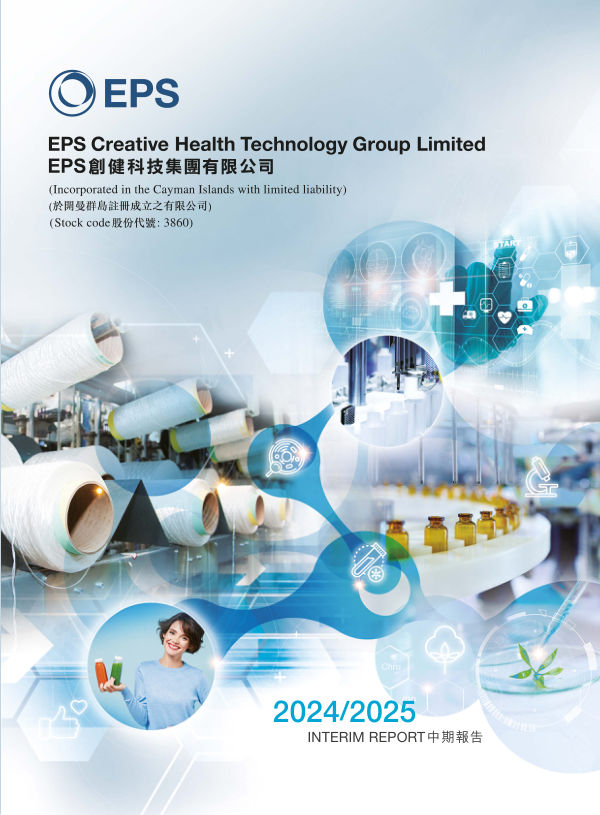 EPS
EPS Creative Health Technology Group Limited
EPS創健科技集團有限公司
(Incorporated in the Cayman Islands with limited liability)
(於開曼群島註冊成立之有限公司)
(Stock code股份代號: 3860)
START
Chro
2024/2025
INTERIM REPORT中期報告